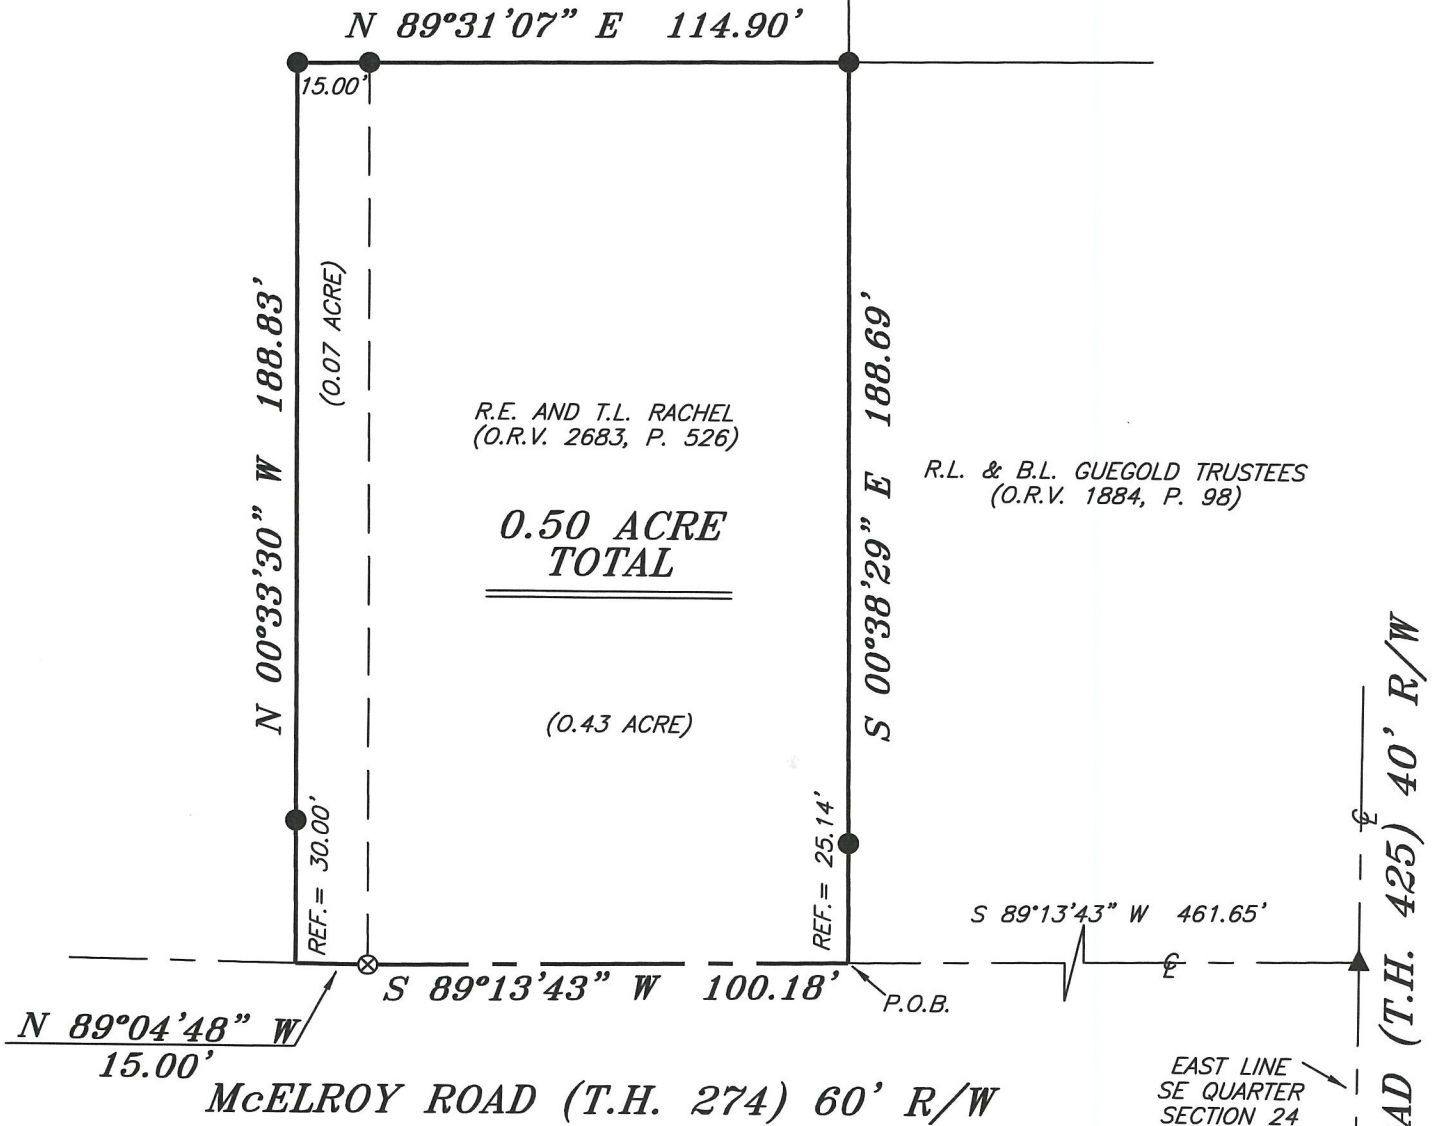 N 89°31'07" E 114.90'
15.00'
N 00°33'30" W 188.83'
(0.07 ACRE)
R.E. AND T.L. RACHEL
(O.R.V. 2683, P. 526)
0.50 ACRE
TOTAL
(0.43 ACRE)
S 00°38'29" E 188.69'
R.L. & B.L. GUEGOLD TRUSTEES
(O.R.V. 1884, P. 98)
REF.= 30.00'
REF.= 25.14'
S 89°13'43" W 461.65'
S 89°13'43" W 100.18'
P.O.B.
N 89°04'48" W
15.00'
McELROY ROAD (T.H. 274) 60' R/W
EAST LINE
SE QUARTER
SECTION 24
AD (T.H. 425) 40' R/W
℄
℄